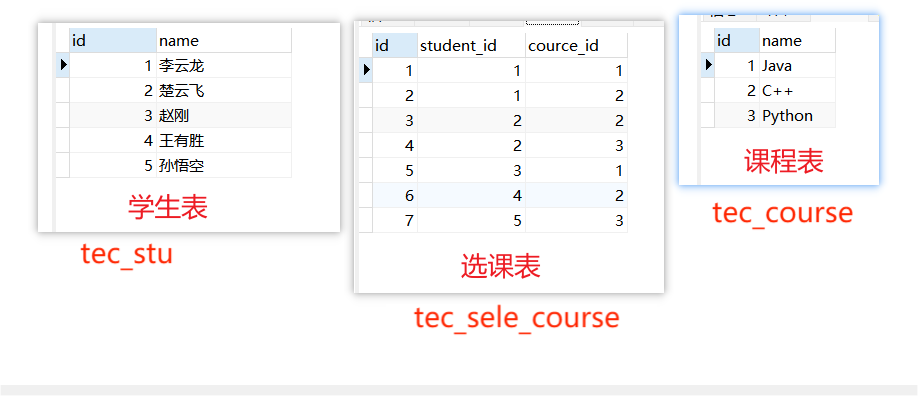 id name
1 李云龙
2 楚云飞
3 赵刚
4 王有胜
5 孙悟空
学生表
tec_stu
id student_id cource_id
1 1 1
2 1 2
3 2 2
4 2 3
5 3 1
6 4 2
7 5 3
选课表
tec_sele_course
id name
1 Java
2 C++
3 Python
课程表
tec_course